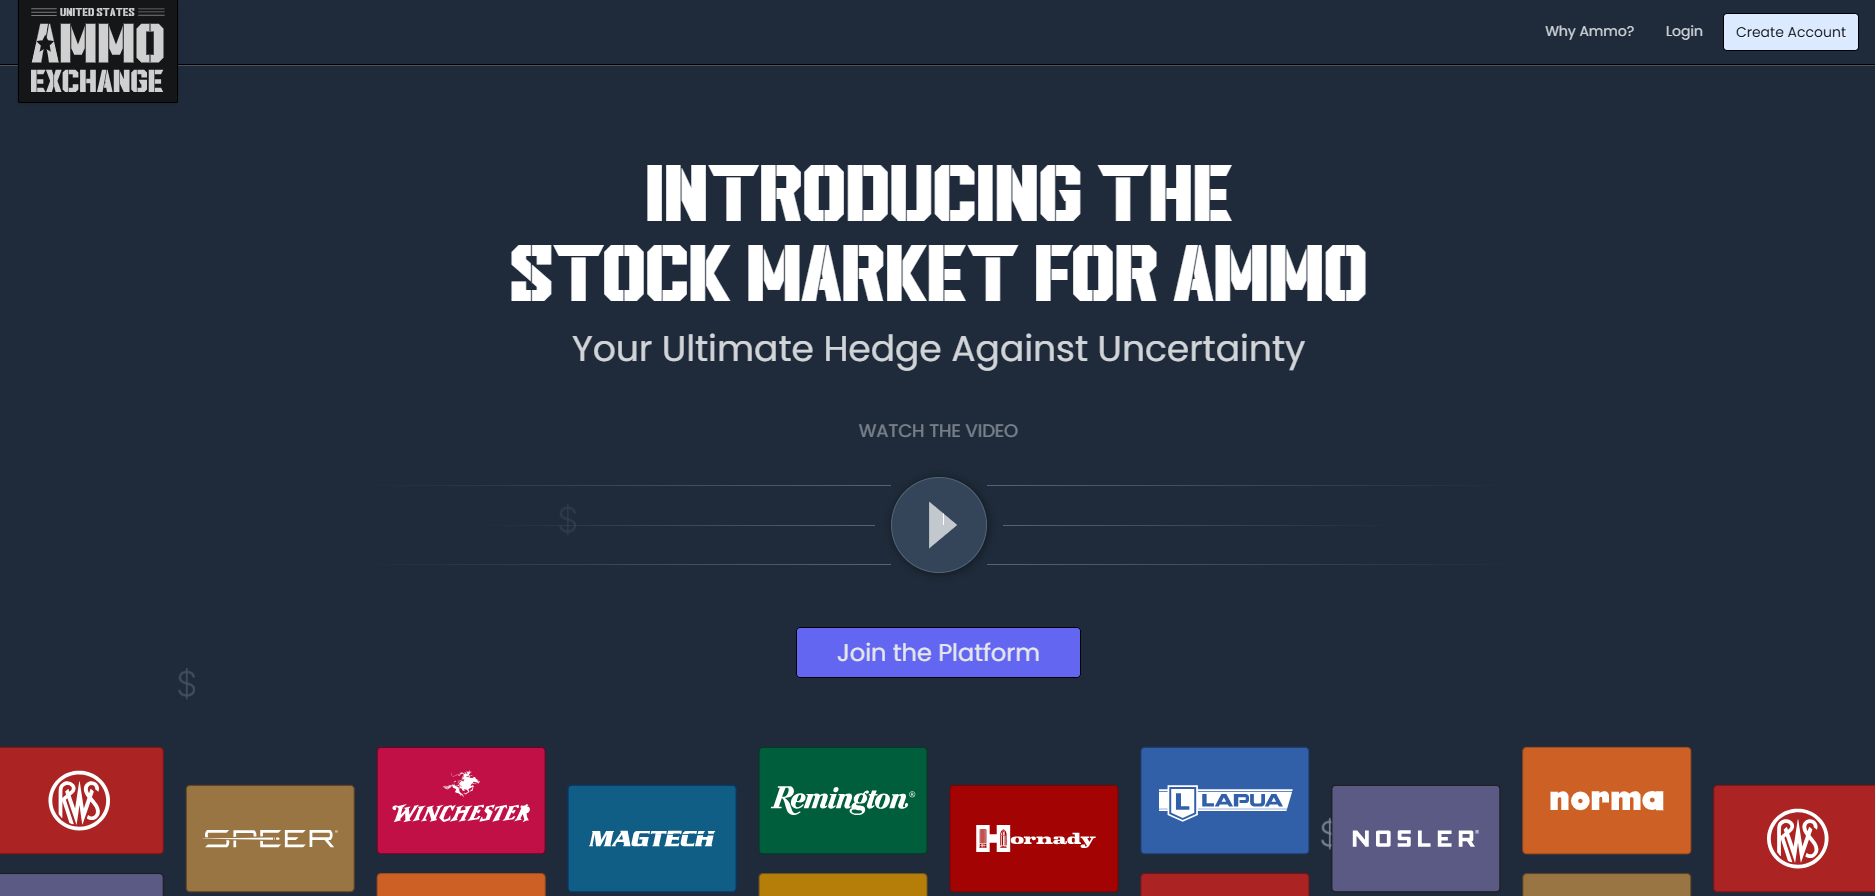 UNITED STATES
AMMO
EXCHANGE
Why Ammo?
Login
Create Account
INTRODUCING THE
STOCK MARKET FOR AMMO
Your Ultimate Hedge Against Uncertainty
WATCH THE VIDEO
$
Join the Platform
$
RWS
SPEER
WINCHESTER
MAGTECH
Remington®
Hornady
L LAPUA
$
NOSLER®
norma
RWS